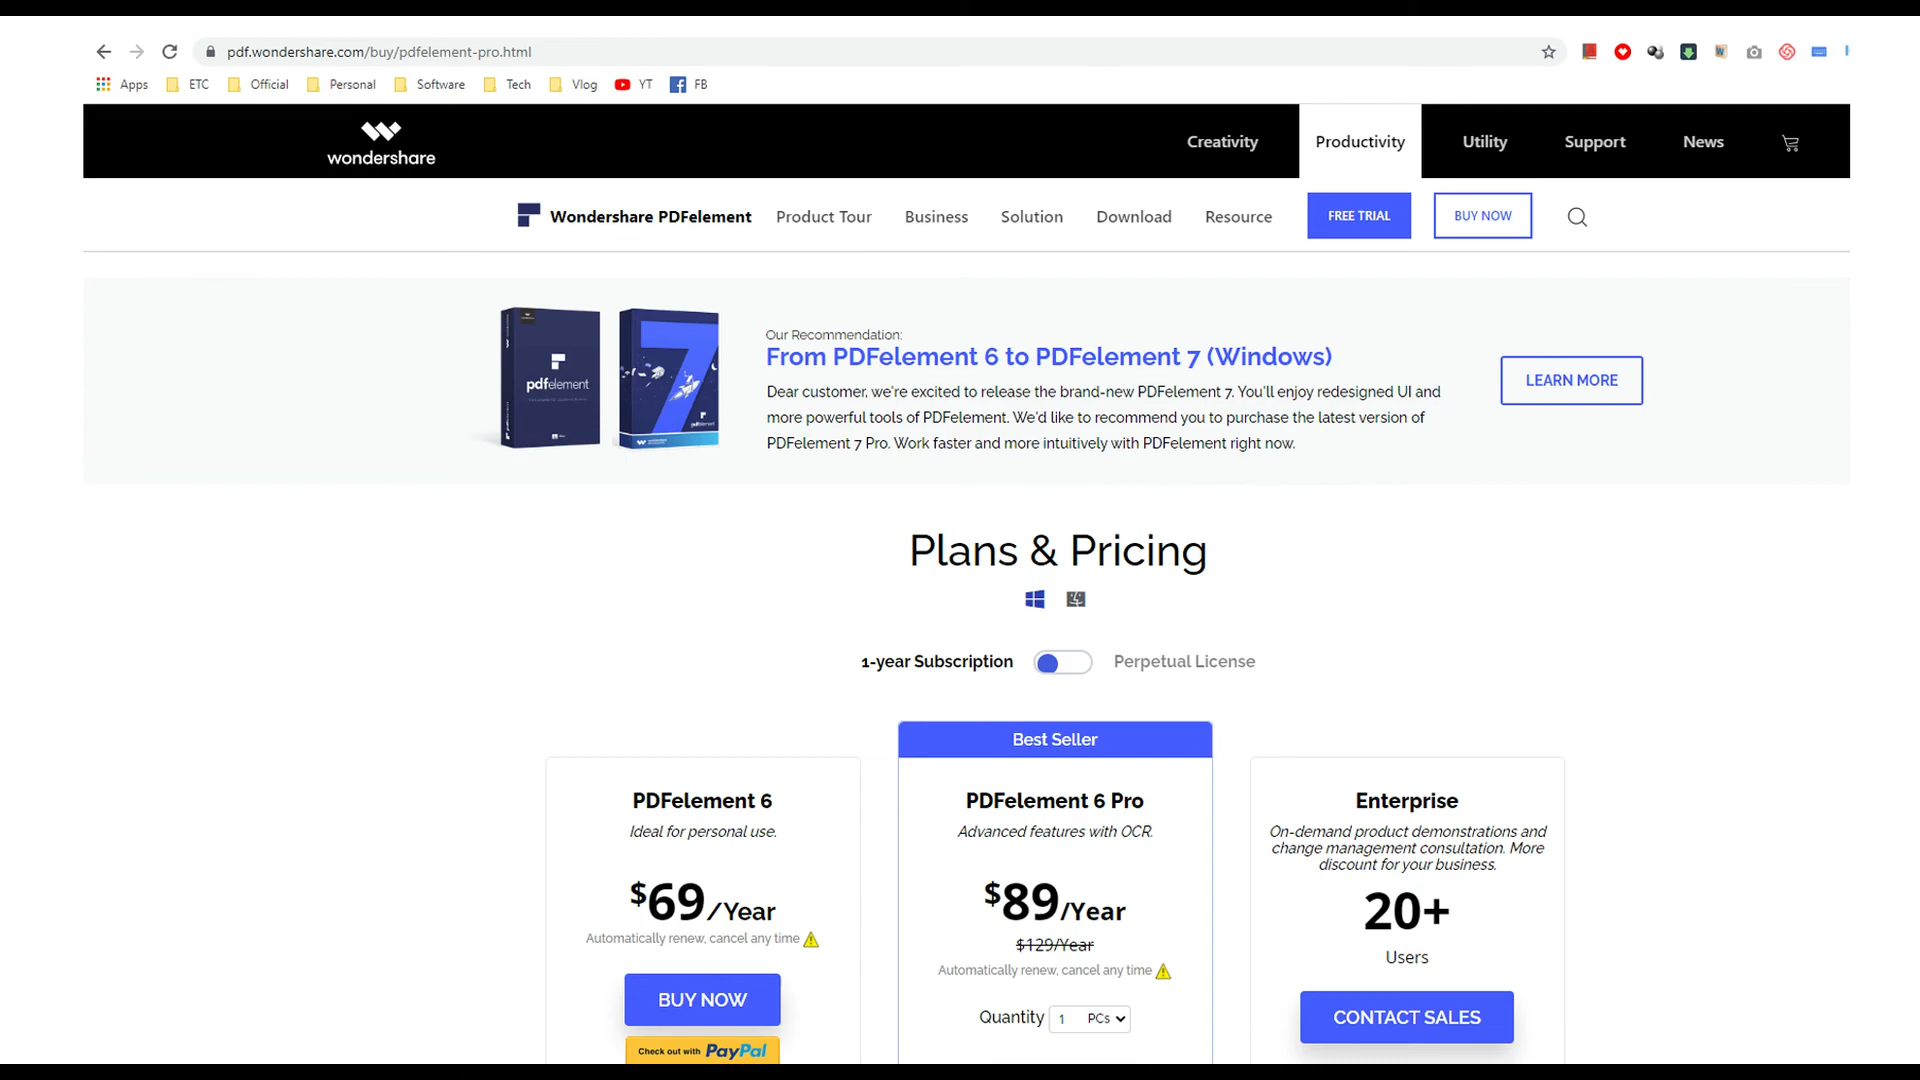 pdf.wondershare.com/buy/pdfelement-pro.html
Apps ETC Official Personal Software Tech Vlog YT FB
wondershare
Creativity Productivity Utility Support News
Wondershare PDFelement Product Tour Business Solution Download Resource FREE TRIAL BUY NOW
pdfelement
7
Our Recommendation:
From PDFelement 6 to PDFelement 7 (Windows)
Dear customer, we're excited to release the brand-new PDFelement 7. You'll enjoy redesigned UI and
more powerful tools of PDFelement. We'd like to recommend you to purchase the latest version of
PDFelement 7 Pro. Work faster and more intuitively with PDFelement right now.
LEARN MORE
Plans & Pricing
1-year Subscription Perpetual License
PDFelement 6
Ideal for personal use.
$69/Year
Automatically renew, cancel any time
BUY NOW
Check out with PayPal
Best Seller
PDFelement 6 Pro
Advanced features with OCR.
$89/Year
$129/Year
Automatically renew, cancel any time
Quantity 1 PCs
Enterprise
On-demand product demonstrations and
change management consultation. More
discount for your business.
20+
Users
CONTACT SALES